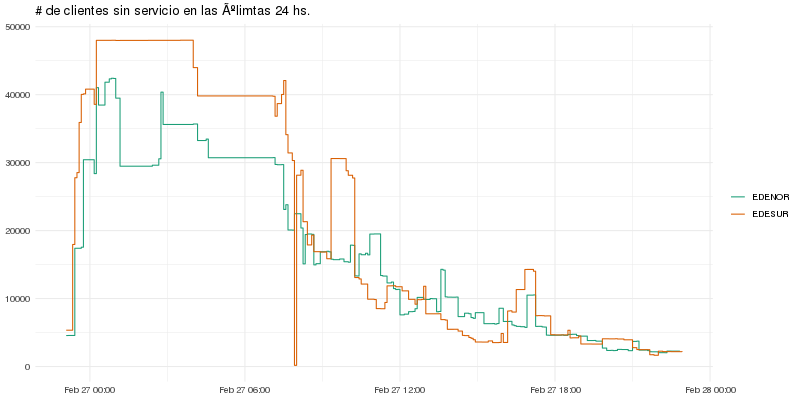 # de clientes sin servicio en las Ãºlimtas 24 hs.
50000
40000
30000
20000
10000
0
Feb 27 00:00
Feb 27 06:00
Feb 27 12:00
Feb 27 18:00
Feb 28 00:00
EDENOR
EDESUR